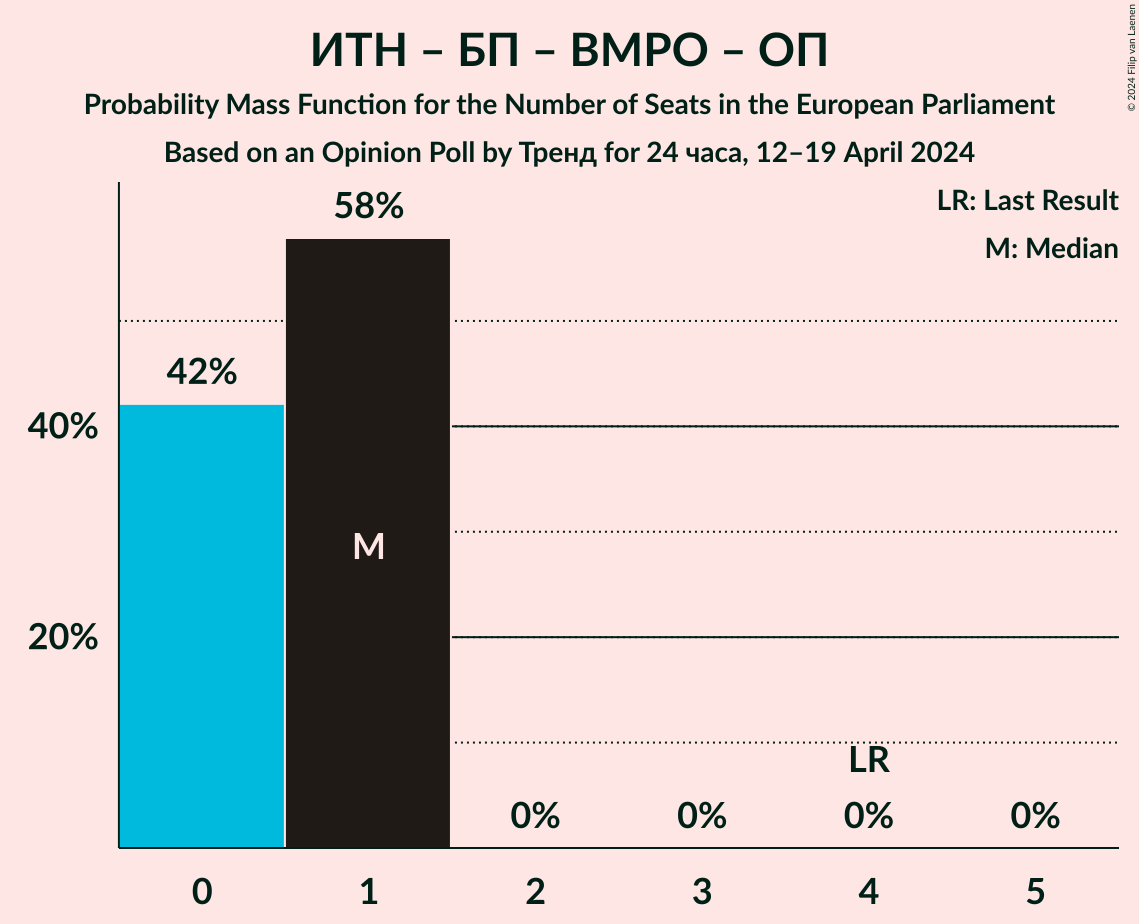 ИТН – БП – ВМРО – ОП
Probability Mass Function for the Number of Seats in the European Parliament
Based on an Opinion Poll by Тренд for 24 часа, 12–19 April 2024
© 2024 Filip van Laenen
LR: Last Result
M: Median
58%
42%
40%
M
20%
LR
0% 0% 0% 0%
0 1 2 3 4 5